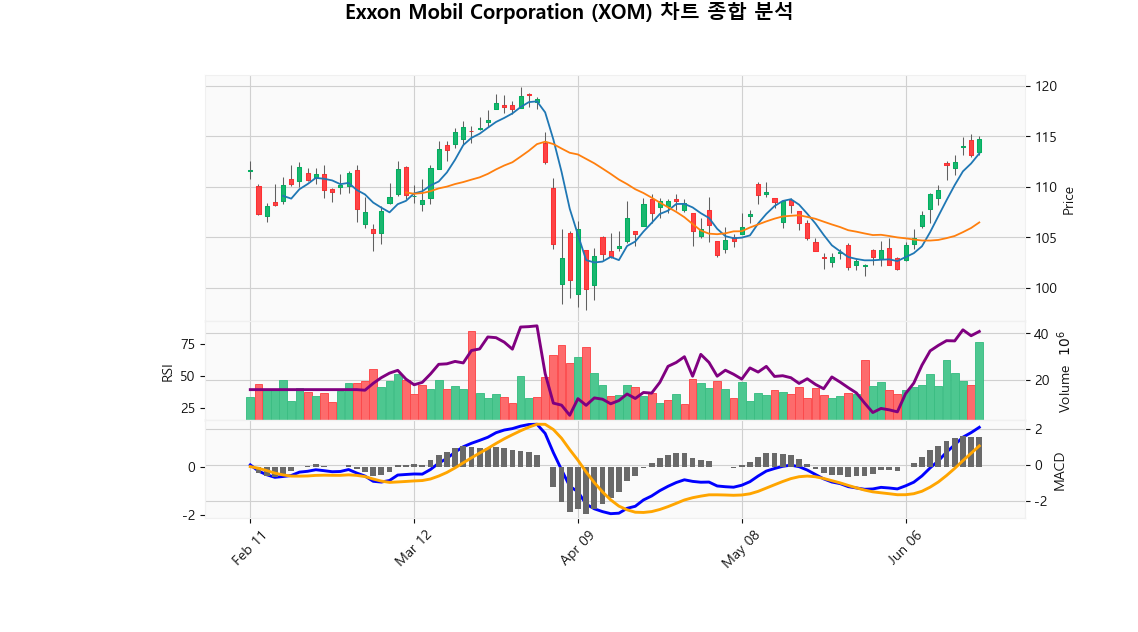 Exxon Mobil Corporation (XOM) 차트 종합 분석
120
115
110
105
100
Price
75
50
25
RSI
40
20
Volume 10^6
0
-2
2
0
-2
MACD
Feb 11
Mar 12
Apr 09
May 08
Jun 06